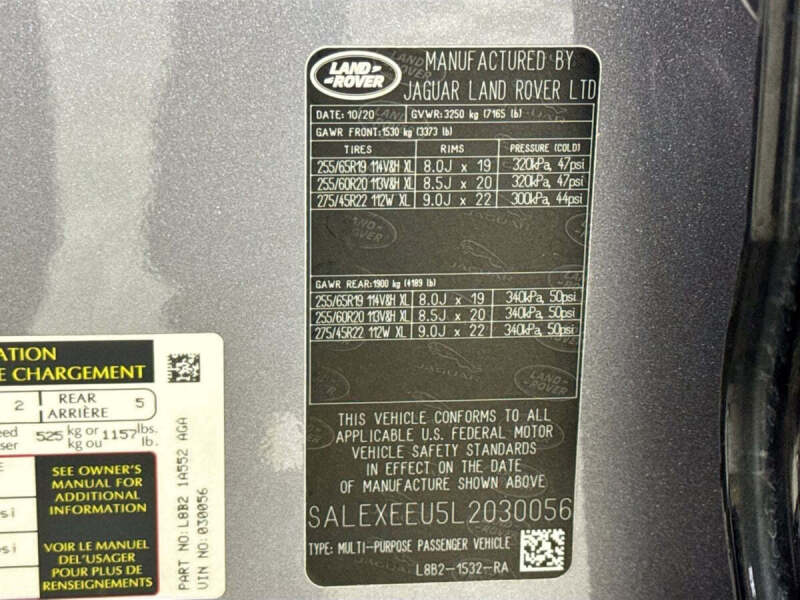 LAND ROVER
MANUFACTURED BY
JAGUAR LAND ROVER LTD
DATE: 10/20 GVWR: 3250 kg (7165 lb)
GAWR FRONT: 1530 kg (3373 lb)
TIRES RIMS PRESSURE (COLD)
255/65R19 114V&H XL 8.0J x 19 320kPa, 47psi
255/60R20 113V&H XL 8.5J x 20 320kPa, 47psi
275/45R22 112W XL 9.0J x 22 300kPa, 44psi
GAWR REAR: 1900 kg (4189 lb)
255/65R19 114V&H XL 8.0J x 19 340kPa, 50psi
255/60R20 113V&H XL 8.5J x 20 340kPa, 50psi
275/45R22 112W XL 9.0J x 22 340kPa, 50psi
THIS VEHICLE CONFORMS TO ALL
APPLICABLE U.S. FEDERAL MOTOR
VEHICLE SAFETY STANDARDS
IN EFFECT ON THE DATE
OF MANUFACTURE SHOWN ABOVE
SALEXEEU5L2030056
TYPE: MULTI-PURPOSE PASSENGER VEHICLE
L8B2-1532-RA
ATION
E CHARGEMENT
2 REAR ARRIÈRE 5
eed 525 kg or 1157 lbs.
ser kg ou lb.
SEE OWNER'S
MANUAL FOR
ADDITIONAL
INFORMATION
VOIR LE MANUEL
DEL'USAGER
POUR PLUS DE
RENSEIGNEMENTS
psi
psi
PART NO: L8B2 1A552 AGA
VIN NO: 030056